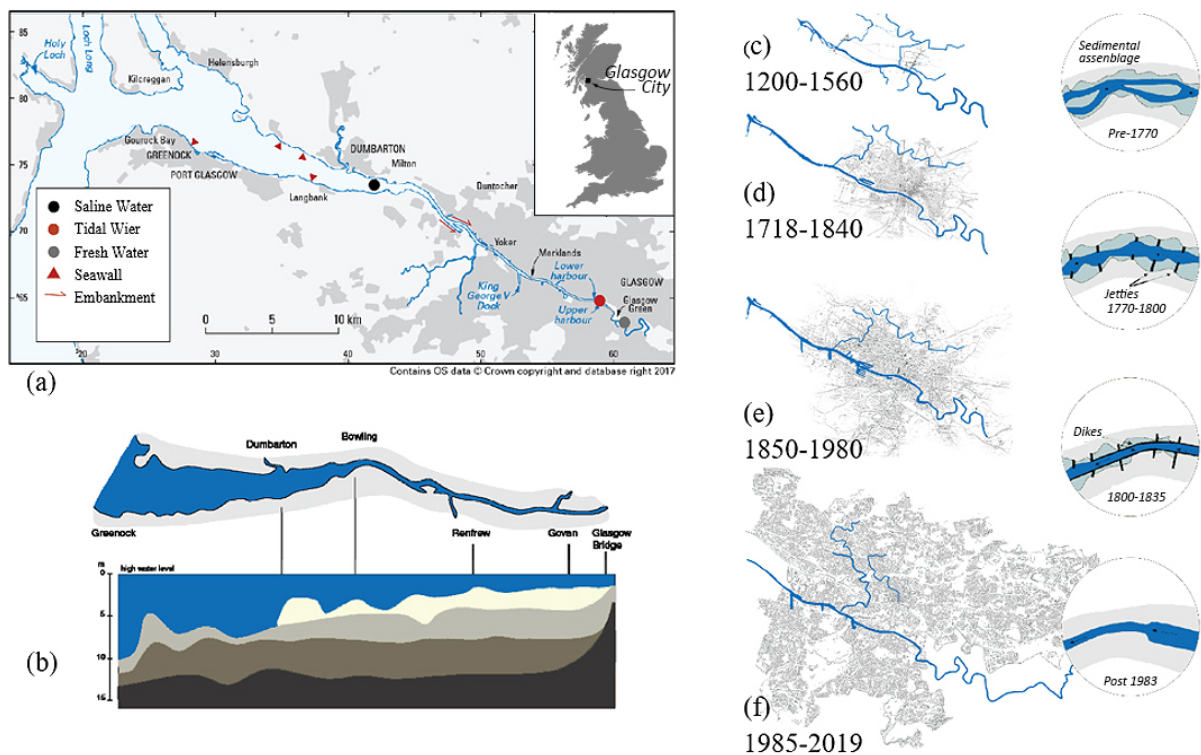 85
80
75
70
65
20
30
40
50
60
Holy
Loch
Loch Long
Kilcreggan
Helensburgh
Gourock Bay
GREENOCK
PORT GLASGOW
Langbank
DUMBARTON
Milton
Duntocher
Yoker
Merklands
King
George V
Dock
Lower
harbour
Upper
harbour
GLASGOW
Glasgow
Green
Glasgow
City
Saline Water
Tidal Wier
Fresh Water
Seawall
Embankment
0
5
10 km
Contains OS data © Crown copyright and database right 2017
(a)
Dumbarton
Bowling
Greenock
Renfrew
Govan
Glasgow
Bridge
m
high water level
0
5
10
15
(b)
(c)
1200-1560
Sedimental
assemblage
Pre-1770
(d)
1718-1840
Jetties
1770-1800
(e)
1850-1980
Dikes
1800-1835
(f)
1985-2019
Post 1983